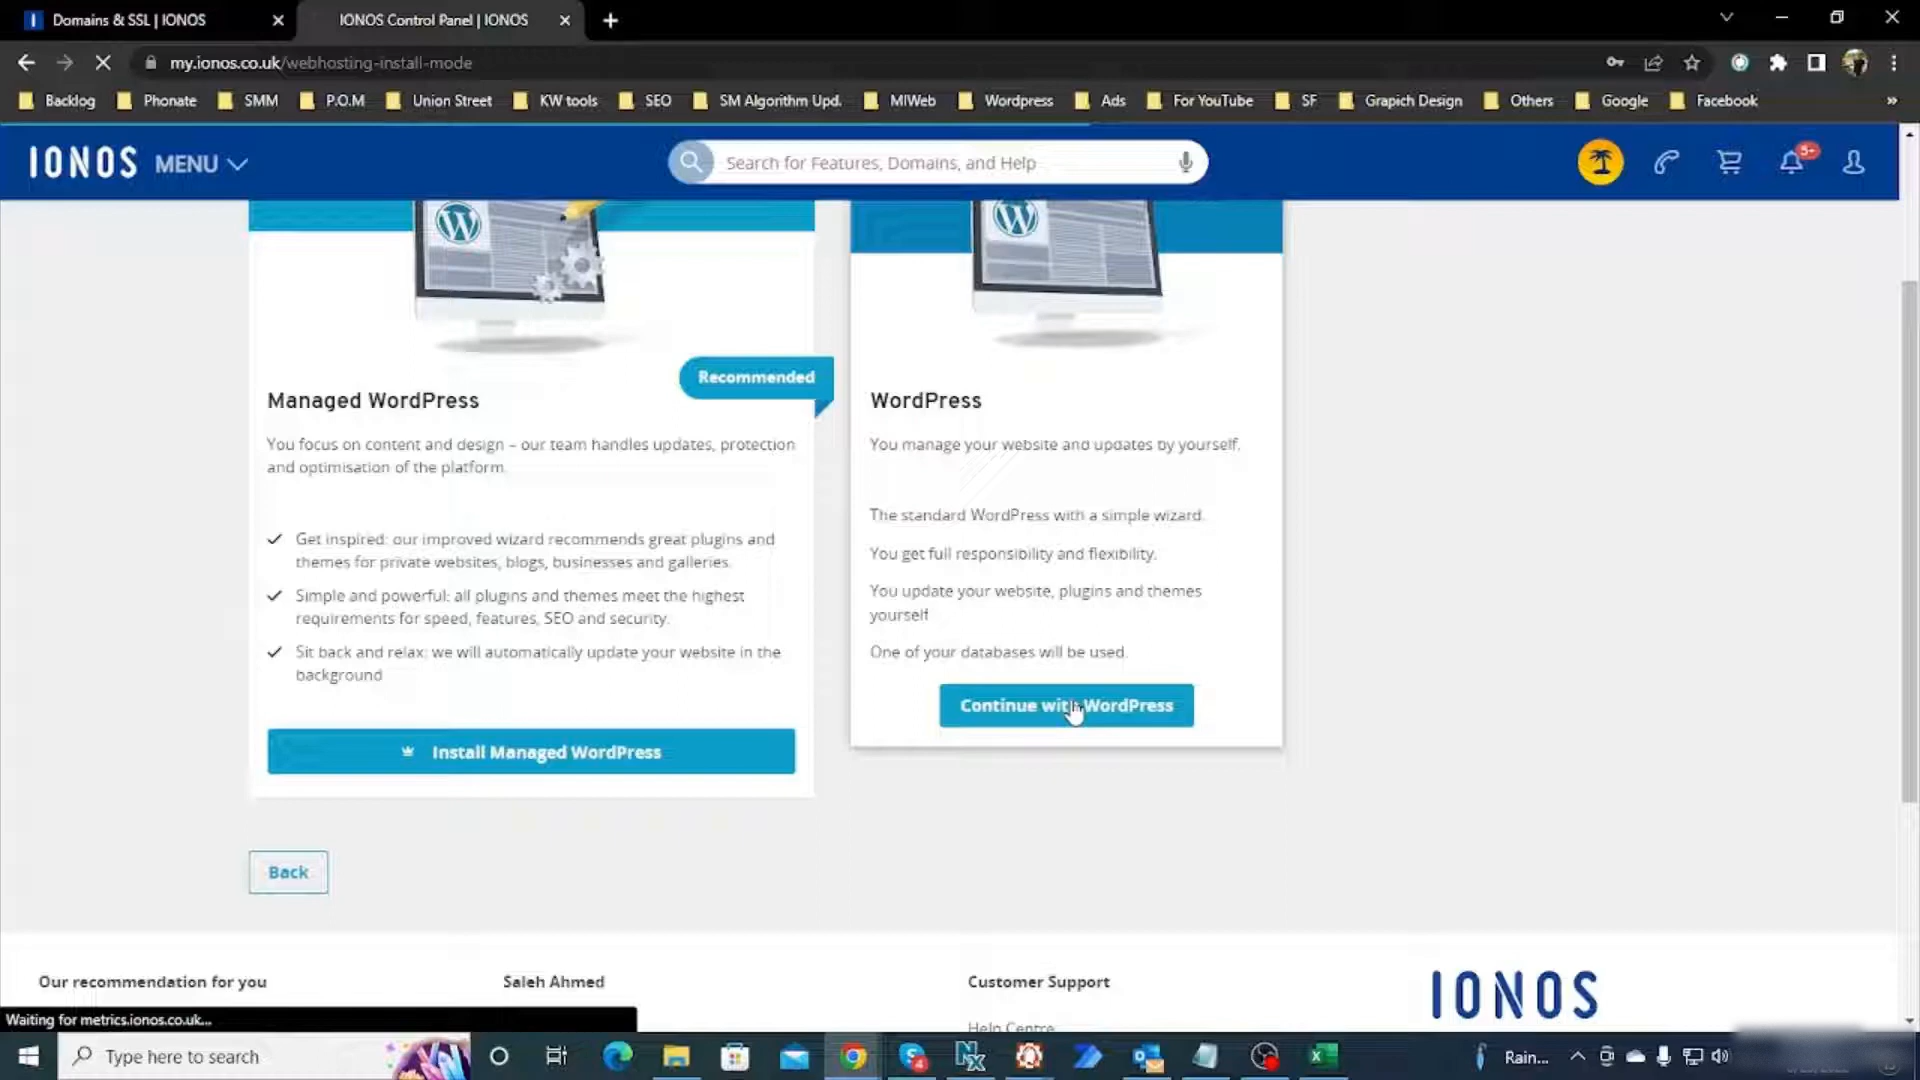 Domains & SSL | IONOS
IONOS Control Panel | IONOS
my.ionos.co.uk/webhosting-install-mode
Backlog
Phonate
SMM
P.O.M
Union Street
KW tools
SEO
SM Algorithm Upd.
MIWeb
Wordpress
Ads
For YouTube
SF
Grapich Design
Others
Google
Facebook
»
IONOS
MENU
Search for Features, Domains, and Help
5+
Recommended
Managed WordPress
You focus on content and design – our team handles updates, protection
and optimisation of the platform.
Get inspired: our improved wizard recommends great plugins and
themes for private websites, blogs, businesses and galleries.
Simple and powerful: all plugins and themes meet the highest
requirements for speed, features, SEO and security.
Sit back and relax: we will automatically update your website in the
background
Install Managed WordPress
WordPress
You manage your website and updates by yourself.
The standard WordPress with a simple wizard.
You get full responsibility and flexibility.
You update your website, plugins and themes
yourself
One of your databases will be used.
Continue with WordPress
Back
Our recommendation for you
Saleh Ahmed
Customer Support
Help Centre
IONOS
Waiting for metrics.ionos.co.uk...
Type here to search
Rain...